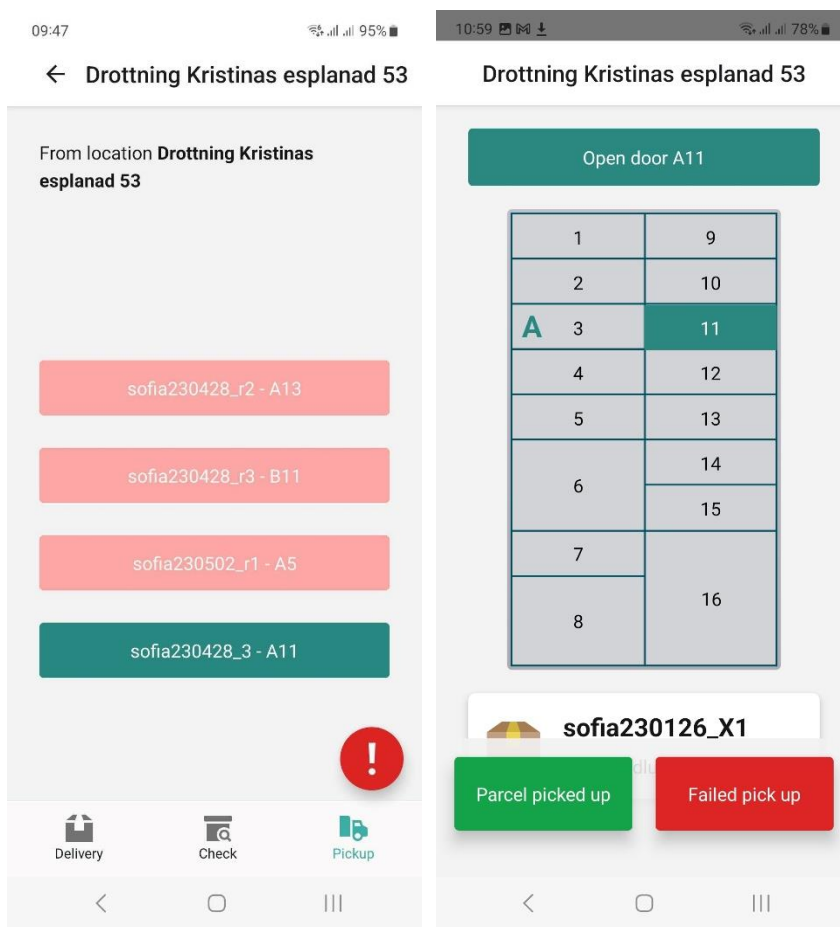 09:47
95%
Drottning Kristinas esplanad 53
From location Drottning Kristinas
esplanad 53
sofia230428_r2 - A13
sofia230428_r3 - B11
sofia230502_r1 - A5
sofia230428_3 - A11
!
Delivery
Check
Pickup
10:59
78%
Drottning Kristinas esplanad 53
Open door A11
1
9
2
10
A
3
11
4
12
5
13
6
14
15
7
16
8
sofia230126_X1
Parcel picked up
Failed pick up